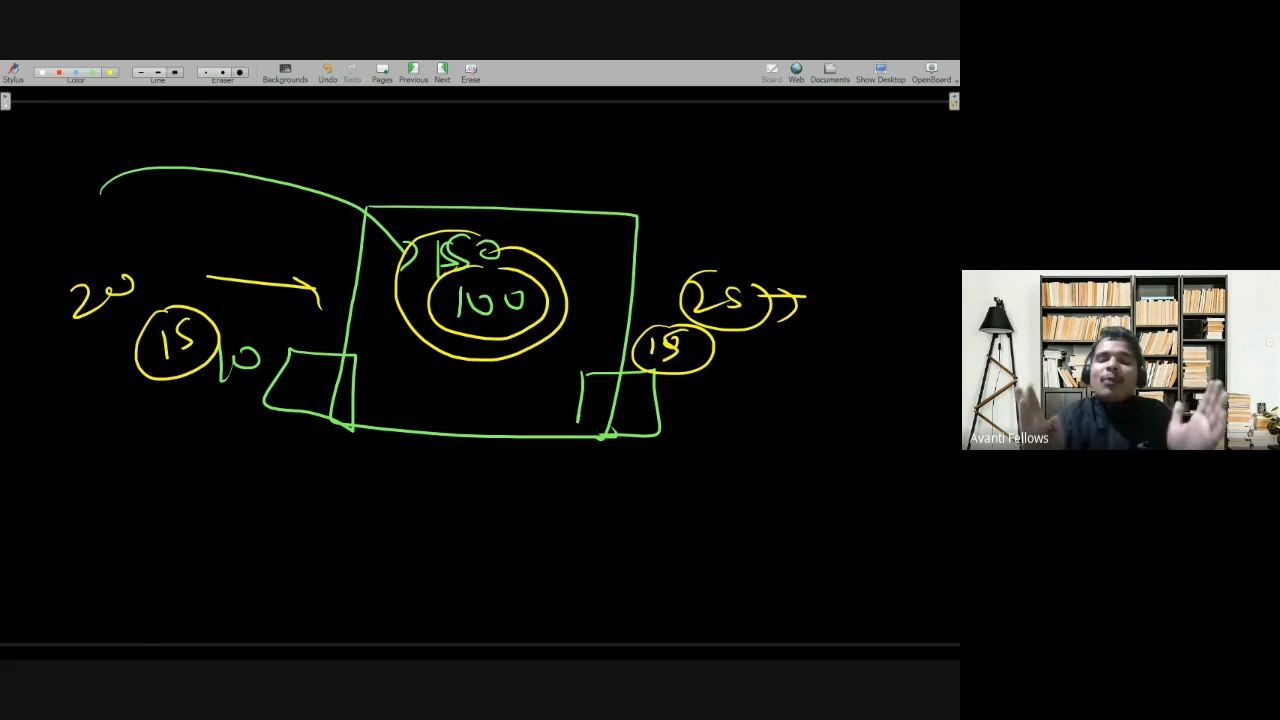 Stylus
Color
Line
Eraser
Backgrounds
Undo
Redo
Pages
Previous
Next
Erase
Board
Web
Documents
Show Desktop
OpenBoard
150
100
20
15
10
25
15
Avanti Fellows